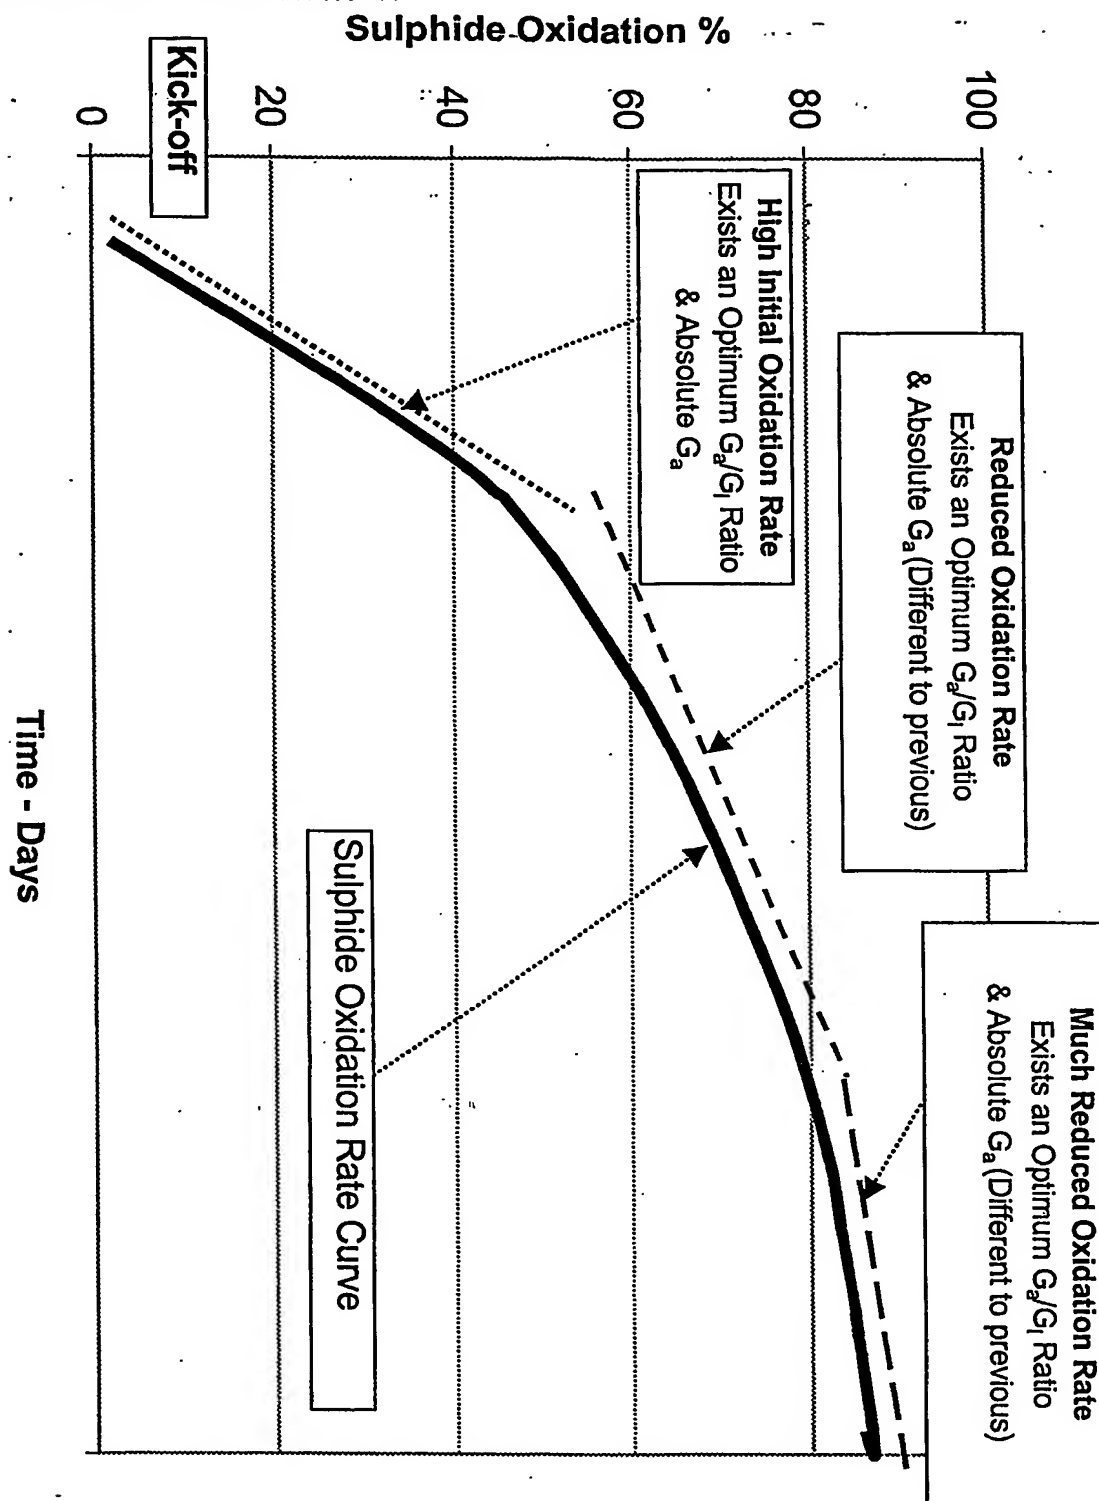 Sulphide Oxidation %
100
80
60
40
20
0
Kick-off
High Initial Oxidation Rate
Exists an Optimum Gₐ/Gₗ Ratio
& Absolute Gₐ
Reduced Oxidation Rate
Exists an Optimum Gₐ/Gₗ Ratio
& Absolute Gₐ (Different to previous)
Much Reduced Oxidation Rate
Exists an Optimum Gₐ/Gₗ Ratio
& Absolute Gₐ (Different to previous)
Sulphide Oxidation Rate Curve
Time - Days